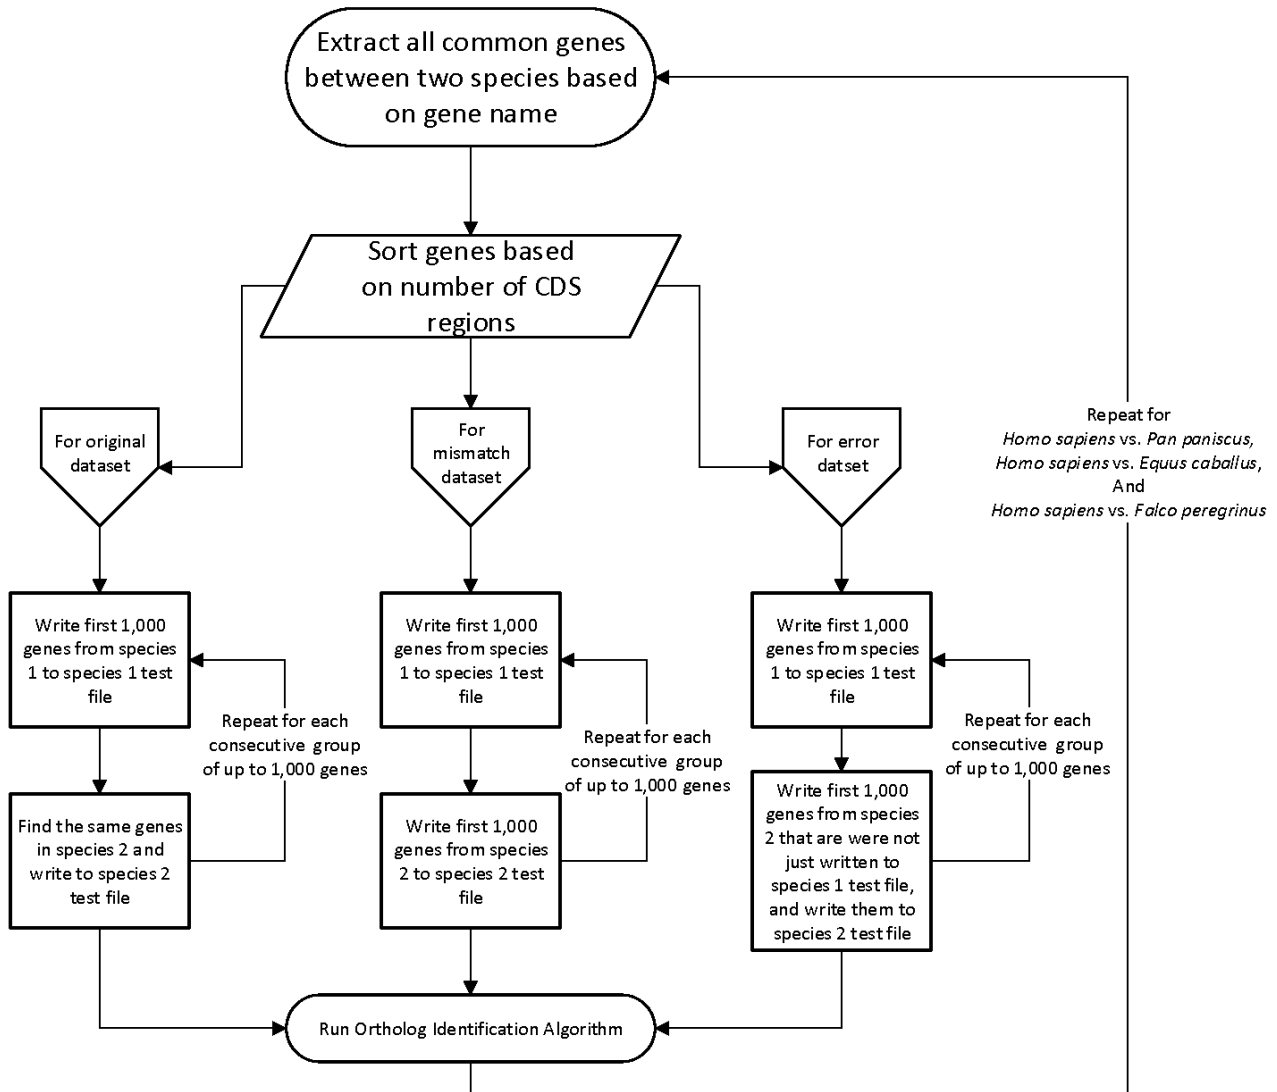 Extract all common genes
between two species based
on gene name
Sort genes based
on number of CDS
regions
For original
dataset
For
mismatch
dataset
For error
datset
Repeat for
Homo sapiens vs. Pan paniscus,
Homo sapiens vs. Equus caballus,
And
Homo sapiens vs. Falco peregrinus
Write first 1,000
genes from species
1 to species 1 test
file
Write first 1,000
genes from species
1 to species 1 test
file
Write first 1,000
genes from species
1 to species 1 test
file
Repeat for each
consecutive group
of up to 1,000 genes
Repeat for each
consecutive group
of up to 1,000 genes
Repeat for each
consecutive group
of up to 1,000 genes
Find the same genes
in species 2 and
write to species 2
test file
Write first 1,000
genes from species
2 to species 2 test
file
Write first 1,000
genes from species
2 that are were not
just written to
species 1 test file,
and write them to
species 2 test file
Run Ortholog Identification Algorithm